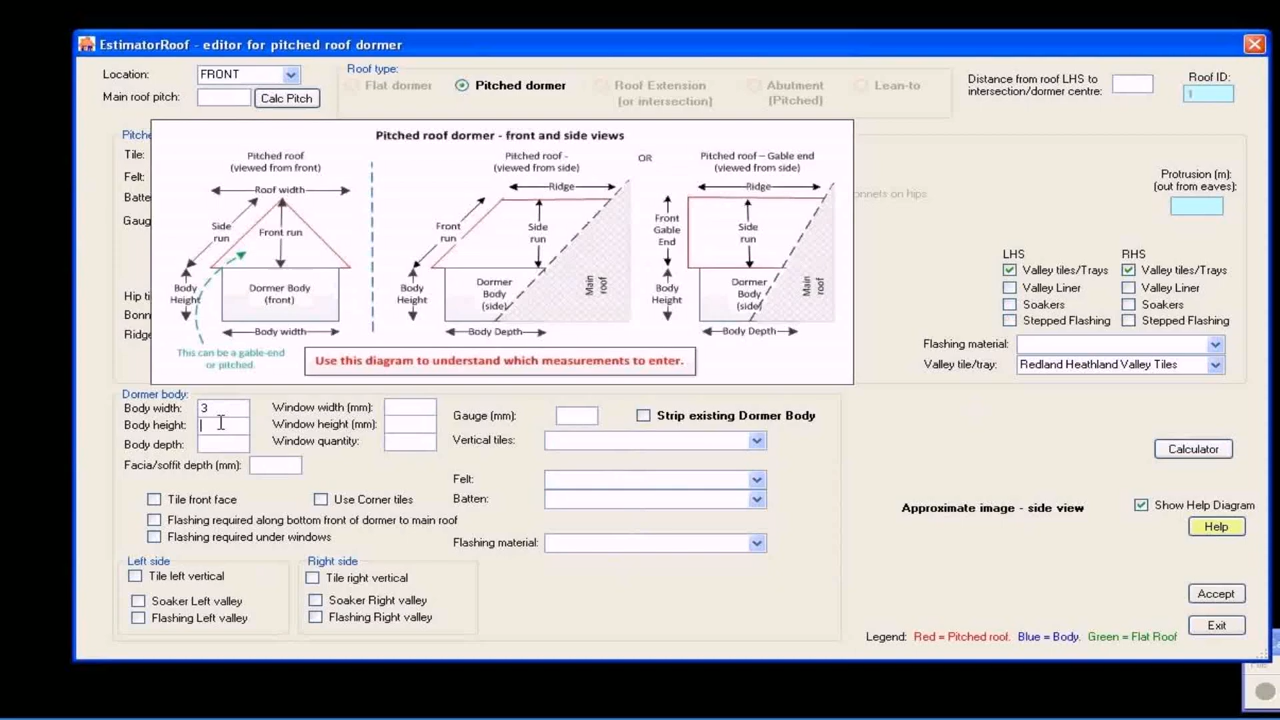 EstimatorRoof - editor for pitched roof dormer
Location:
FRONT
Main roof pitch:
Calc Pitch
Roof type:
Flat dormer
Pitched dormer
Roof Extension
(or intersection)
Abutment
(Pitched)
Lean-to
Distance from roof LHS to
intersection/dormer centre:
Roof ID:
1
Pitche
Tile:
Felt:
Batte
Gaug
Hip ti
Bonn
Ridge
Pitched roof dormer - front and side views
Pitched roof
(viewed from front)
Roof width
Side
run
Front run
Body
Height
Dormer Body
(front)
Body width
This can be a gable-end
or pitched.
Pitched roof -
(viewed from side)
Ridge
Front
run
Side
run
Body
Height
Dormer
Body
(side)
Main
roof
Body Depth
OR
Pitched roof – Gable end
(viewed from side)
Ridge
Front
Gable
End
Side
run
Body
Height
Dormer
Body
(side)
Main
roof
Body Depth
Use this diagram to understand which measurements to enter.
onnets on hips
Protrusion (m):
(out from eaves):
LHS
Valley tiles/Trays
Valley Liner
Soakers
Stepped Flashing
RHS
Valley tiles/Trays
Valley Liner
Soakers
Stepped Flashing
Flashing material:
Valley tile/tray:
Redland Heathland Valley Tiles
Dormer body:
Body width:
3
Body height:
Body depth:
Facia/soffit depth (mm):
Window width (mm):
Window height (mm):
Window quantity:
Gauge (mm):
Strip existing Dormer Body
Vertical tiles:
Felt:
Batten:
Flashing material:
Tile front face
Use Corner tiles
Flashing required along bottom front of dormer to main roof
Flashing required under windows
Left side
Tile left vertical
Soaker Left valley
Flashing Left valley
Right side
Tile right vertical
Soaker Right valley
Flashing Right valley
Calculator
Approximate image - side view
Show Help Diagram
Help
Accept
Exit
Legend:
Red = Pitched roof.
Blue = Body.
Green = Flat Roof